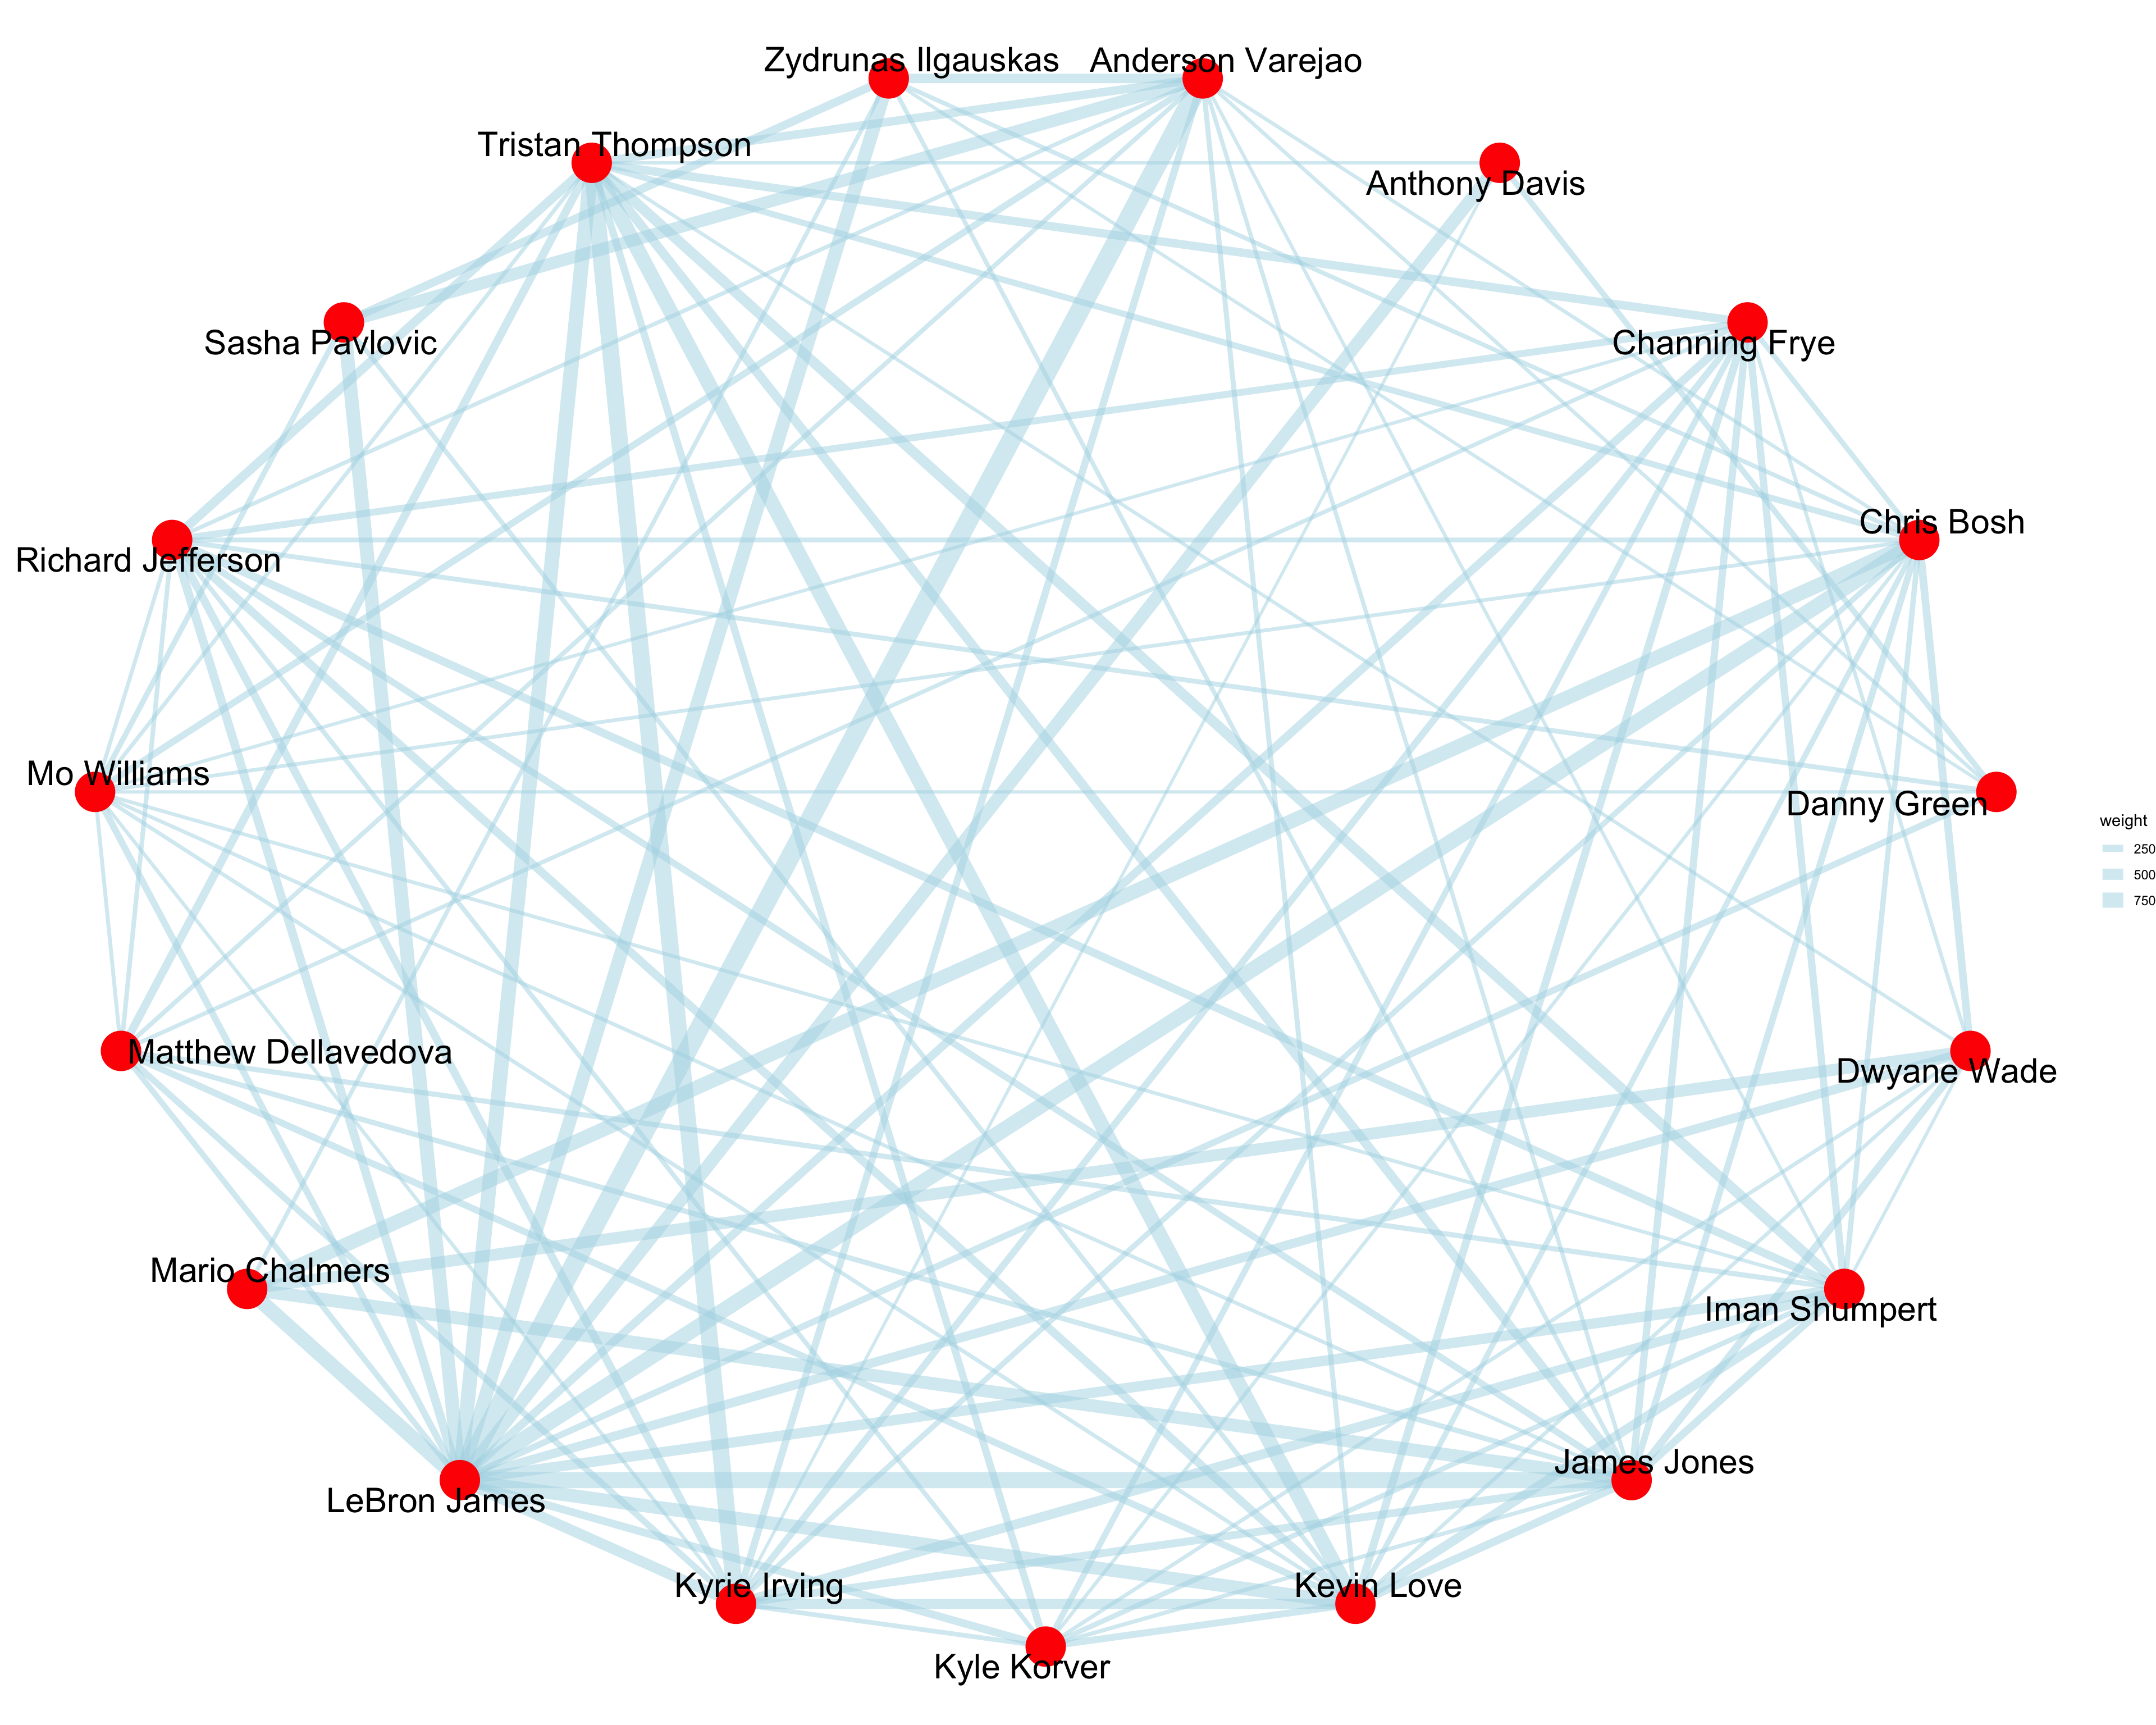 Zydrunas Ilgauskas
Anderson Varejao
Tristan Thompson
Anthony Davis
Sasha Pavlovic
Channing Frye
Chris Bosh
Richard Jefferson
Mo Williams
Danny Green
weight
250
500
750
Matthew Dellavedova
Dwyane Wade
Mario Chalmers
Iman Shumpert
James Jones
LeBron James
Kyrie Irving
Kevin Love
Kyle Korver